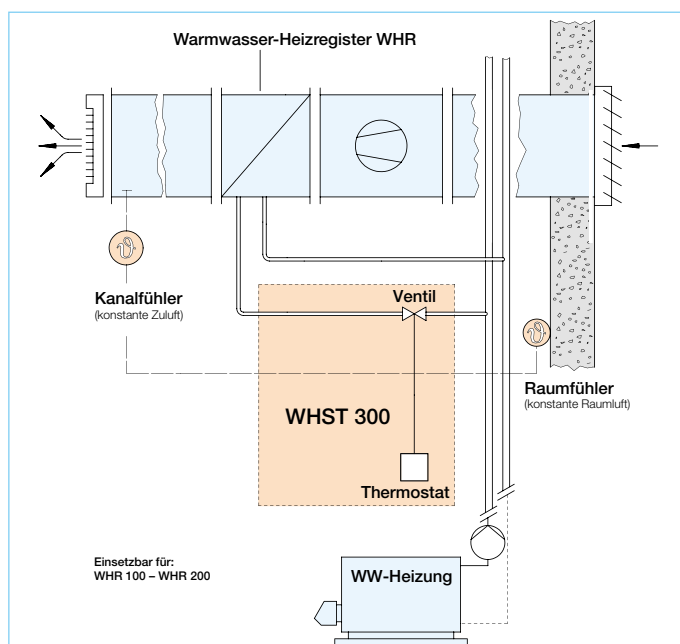 Warmwasser-Heizregister WHR
ϑ
Kanalfühler
(konstante Zuluft)
Ventil
ϑ
Raumfühler
(konstante Raumluft)
WHST 300
Thermostat
Einsetzbar für:
WHR 100 – WHR 200
WW-Heizung